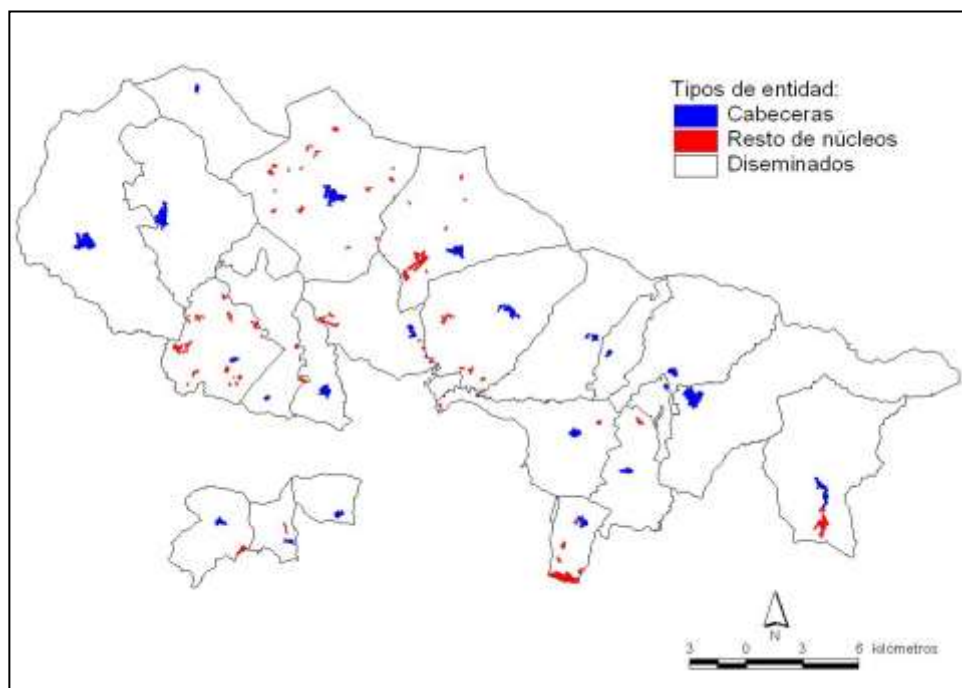 Tipos de entidad:
Cabeceras
Resto de núcleos
Diseminados
N
3 0 3 6 kilómetros